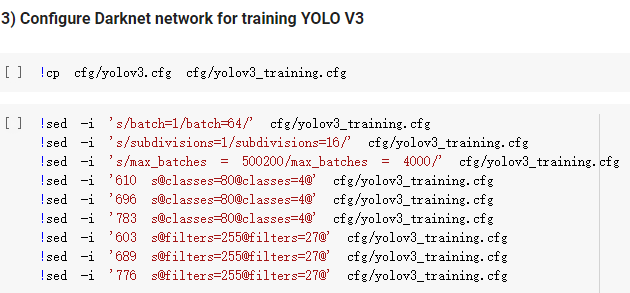 3) Configure Darknet network for training YOLO V3
[ ] !cp cfg/yolov3.cfg cfg/yolov3_training.cfg
[ ] !sed -i 's/batch=1/batch=64/' cfg/yolov3_training.cfg
!sed -i 's/subdivisions=1/subdivisions=16/' cfg/yolov3_training.cfg
!sed -i 's/max_batches = 500200/max_batches = 4000/' cfg/yolov3_training.cfg
!sed -i '610 s@classes=80@classes=4@' cfg/yolov3_training.cfg
!sed -i '696 s@classes=80@classes=4@' cfg/yolov3_training.cfg
!sed -i '783 s@classes=80@classes=4@' cfg/yolov3_training.cfg
!sed -i '603 s@filters=255@filters=27@' cfg/yolov3_training.cfg
!sed -i '689 s@filters=255@filters=27@' cfg/yolov3_training.cfg
!sed -i '776 s@filters=255@filters=27@' cfg/yolov3_training.cfg